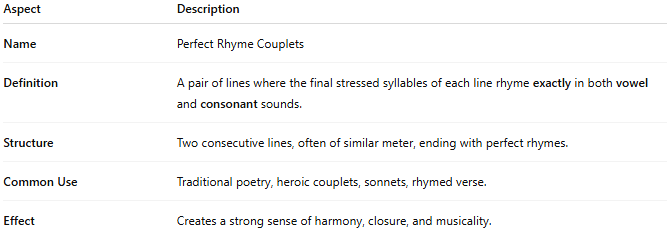 Aspect Description
Name Perfect Rhyme Couplets
Definition A pair of lines where the final stressed syllables of each line rhyme exactly in both vowel
and consonant sounds.
Structure Two consecutive lines, often of similar meter, ending with perfect rhymes.
Common Use Traditional poetry, heroic couplets, sonnets, rhymed verse.
Effect Creates a strong sense of harmony, closure, and musicality.